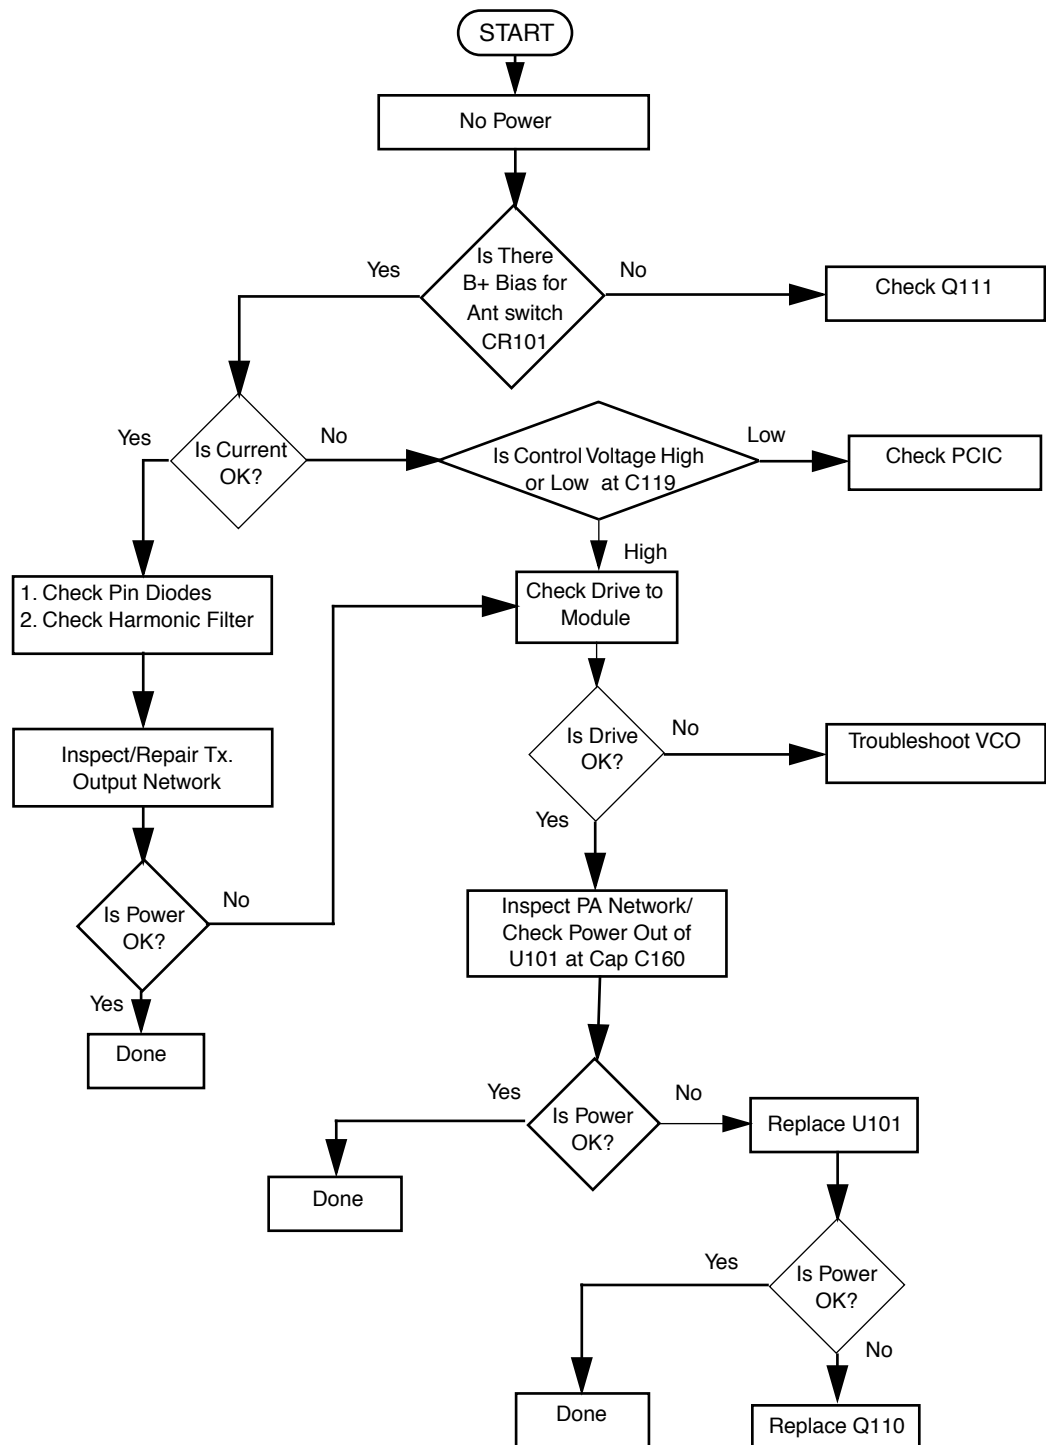 START
No Power
Is There
B+ Bias for
Ant switch
CR101
Yes
No
Check Q111
Is Current
OK?
Yes
No
Is Control Voltage High
or Low at C119
Low
Check PCIC
High
1. Check Pin Diodes
2. Check Harmonic Filter
Check Drive to
Module
Inspect/Repair Tx.
Output Network
Is Drive
OK?
No
Troubleshoot VCO
Yes
Is Power
OK?
No
Yes
Done
Inspect PA Network/
Check Power Out of
U101 at Cap C160
Is Power
OK?
Yes
No
Replace U101
Done
Is Power
OK?
Yes
No
Done
Replace Q110